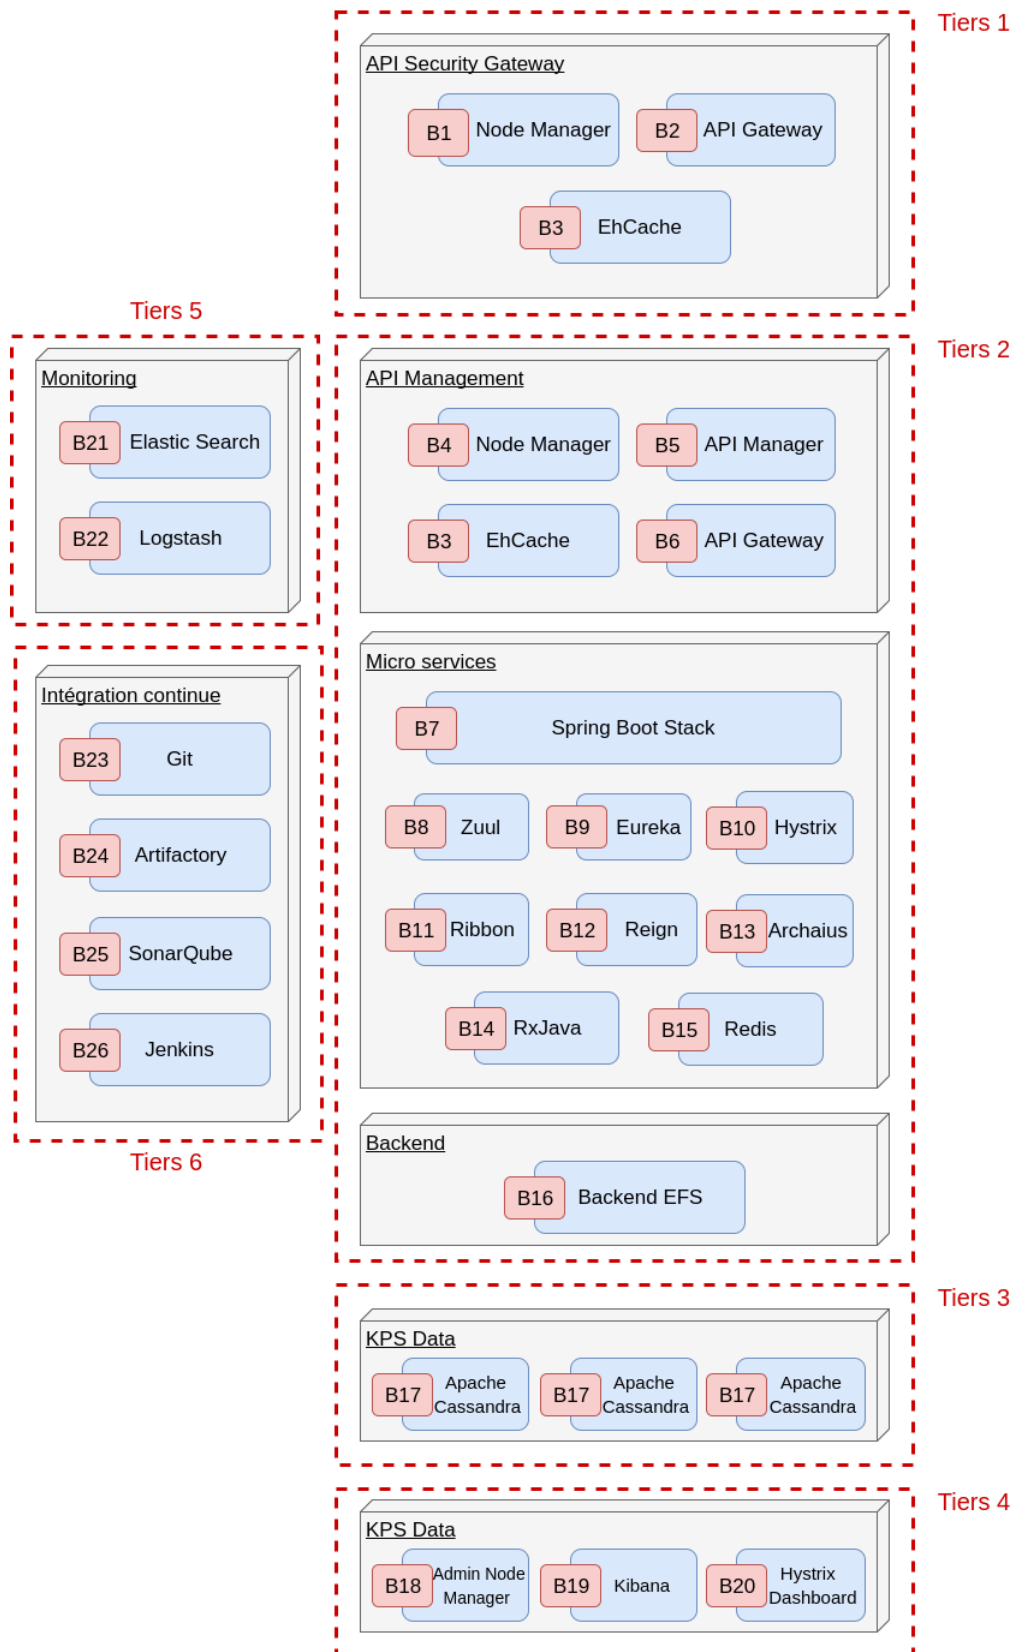 Tiers 1
API Security Gateway
B1 Node Manager
B2 API Gateway
B3 EhCache
Tiers 5
Monitoring
B21 Elastic Search
B22 Logstash
Tiers 2
API Management
B4 Node Manager
B5 API Manager
B3 EhCache
B6 API Gateway
Micro services
B7 Spring Boot Stack
B8 Zuul
B9 Eureka
B10 Hystrix
B11 Ribbon
B12 Reign
B13 Archaius
B14 RxJava
B15 Redis
Intégration continue
B23 Git
B24 Artifactory
B25 SonarQube
B26 Jenkins
Tiers 6
Backend
B16 Backend EFS
Tiers 3
KPS Data
B17 Apache
Cassandra
B17 Apache
Cassandra
B17 Apache
Cassandra
Tiers 4
KPS Data
B18 Admin Node
Manager
B19 Kibana
B20 Hystrix
Dashboard